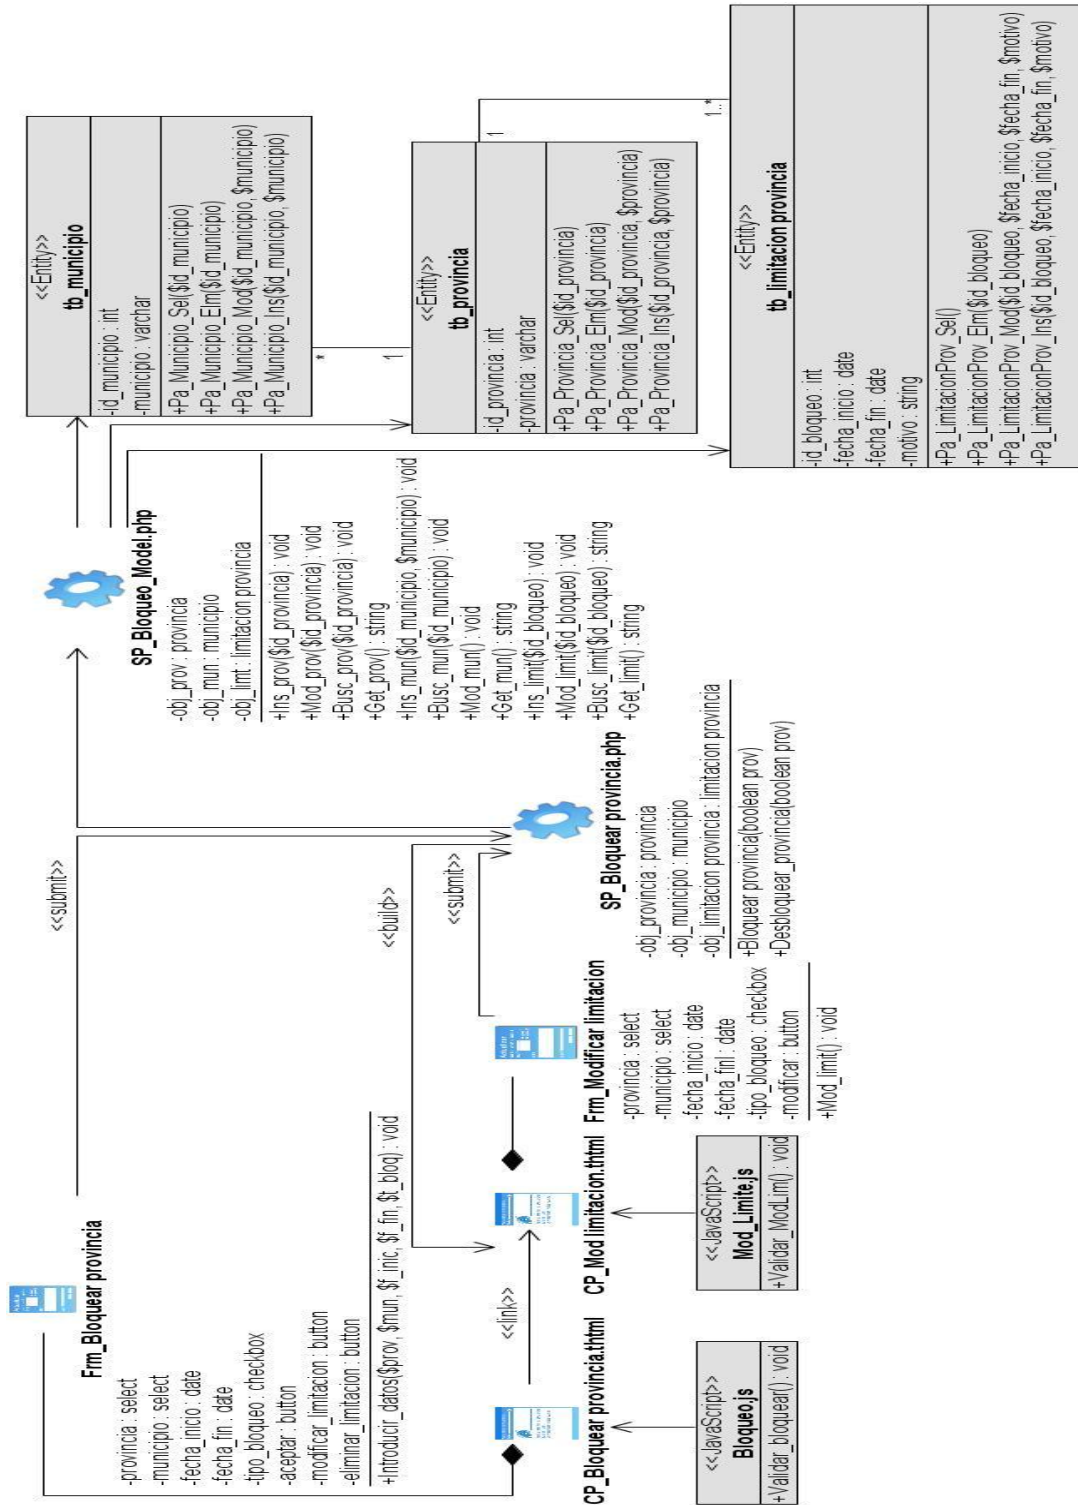 <<Entity>>
tb_municipio
-id_municipio : int
-municipio : varchar
+Pa_Municipio_Sel($id_municipio)
+Pa_Municipio_Elm($id_municipio)
+Pa_Municipio_Mod($id_municipio, $municipio)
+Pa_Municipio_Ins($id_municipio, $municipio)
*
1
<<Entity>>
tb_provincia
-id_provincia : int
-provincia : varchar
+Pa_Provincia_Sel($id_provincia)
+Pa_Provincia_Elm($id_provincia)
+Pa_Provincia_Mod($id_provincia, $provincia)
+Pa_Provincia_Ins($id_provincia, $provincia)
1
1..*
<<Entity>>
tb_limitacion provincia
-id_bloqueo : int
-fecha_inicio : date
-fecha_fin : date
-motivo : string
+Pa_LimitacionProv_Sel()
+Pa_LimitacionProv_Elm($id_bloqueo)
+Pa_LimitacionProv_Mod($id_bloqueo, $fecha_inicio, $fecha_fin, $motivo)
+Pa_LimitacionProv_Ins($id_boqueo, $fecha_inicio, $fecha_fin, $motivo)
SP_Bloqueo_Model.php
-obj_prov : provincia
-obj_mun : municipio
-obj_limt : limitacion provincia
+Ins_prov($id_provincia) : void
+Mod_prov($id_provincia) : void
+Busc_prov($id_provincia) : void
+Get_prov() : string
+Ins_mun($id_municipio, $municipio) : void
+Busc_mun($id_municipio) : void
+Mod_mun() : void
+Get_mun() : string
+Ins_limit($id_bloqueo) : void
+Mod_limit($id_bloqueo) : void
+Busc_limit($id_bloqueo) : string
+Get_limit() : string
<<submit>>
<<build>>
<<submit>>
SP_Bloquear provincia.php
-obj_provincia : provincia
-obj_municipio : municipio
-obj_limitacion provincia : limitacion provincia
+Bloquear provincia(boolean prov)
+Desbloquear_provincia(boolean prov)
Frm_Modificar limitacion
-provincia : select
-municipio : select
-fecha_inicio : date
-fecha_finl : date
-tipo_bloqueo : checkbox
-modificar : button
+Mod_limit() : void
Frm_Bloquear provincia
-provincia : select
-municipio : select
-fecha_inicio : date
-fecha_fin : date
-tipo_bloqueo : checkbox
-aceptar : button
-modificar_limitacion : button
-eliminar_limitacion : button
+Introducir_datos($prov, $mun, $f_inic, $f_fin, $t_bloq) : void
<<link>>
CP_Mod limitacion.thtml
<<JavaScript>>
Mod_Limite.js
+Validar_ModLim() : void
CP_Bloquear provincia.thtml
<<JavaScript>>
Bloqueo.js
+Validar_bloquear() : void